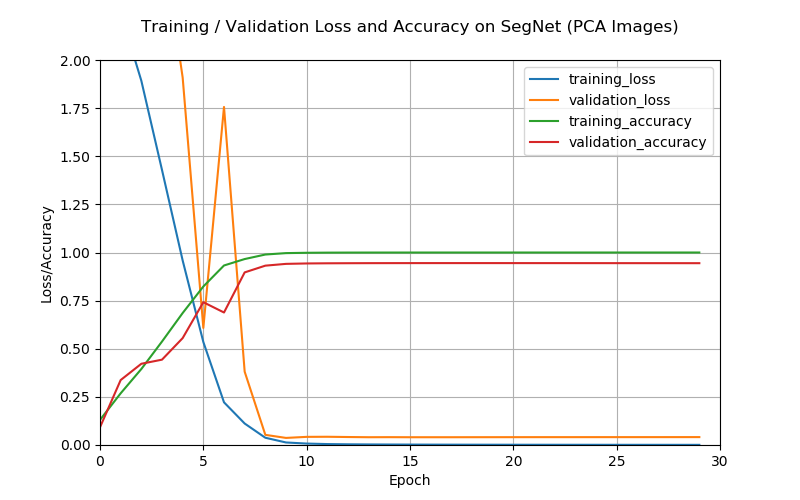 Training / Validation Loss and Accuracy on SegNet (PCA Images)
2.00
1.75
1.50
1.25
1.00
0.75
0.50
0.25
0.00
Loss/Accuracy
training_loss
validation_loss
training_accuracy
validation_accuracy
0 5 10 15 20 25 30
Epoch